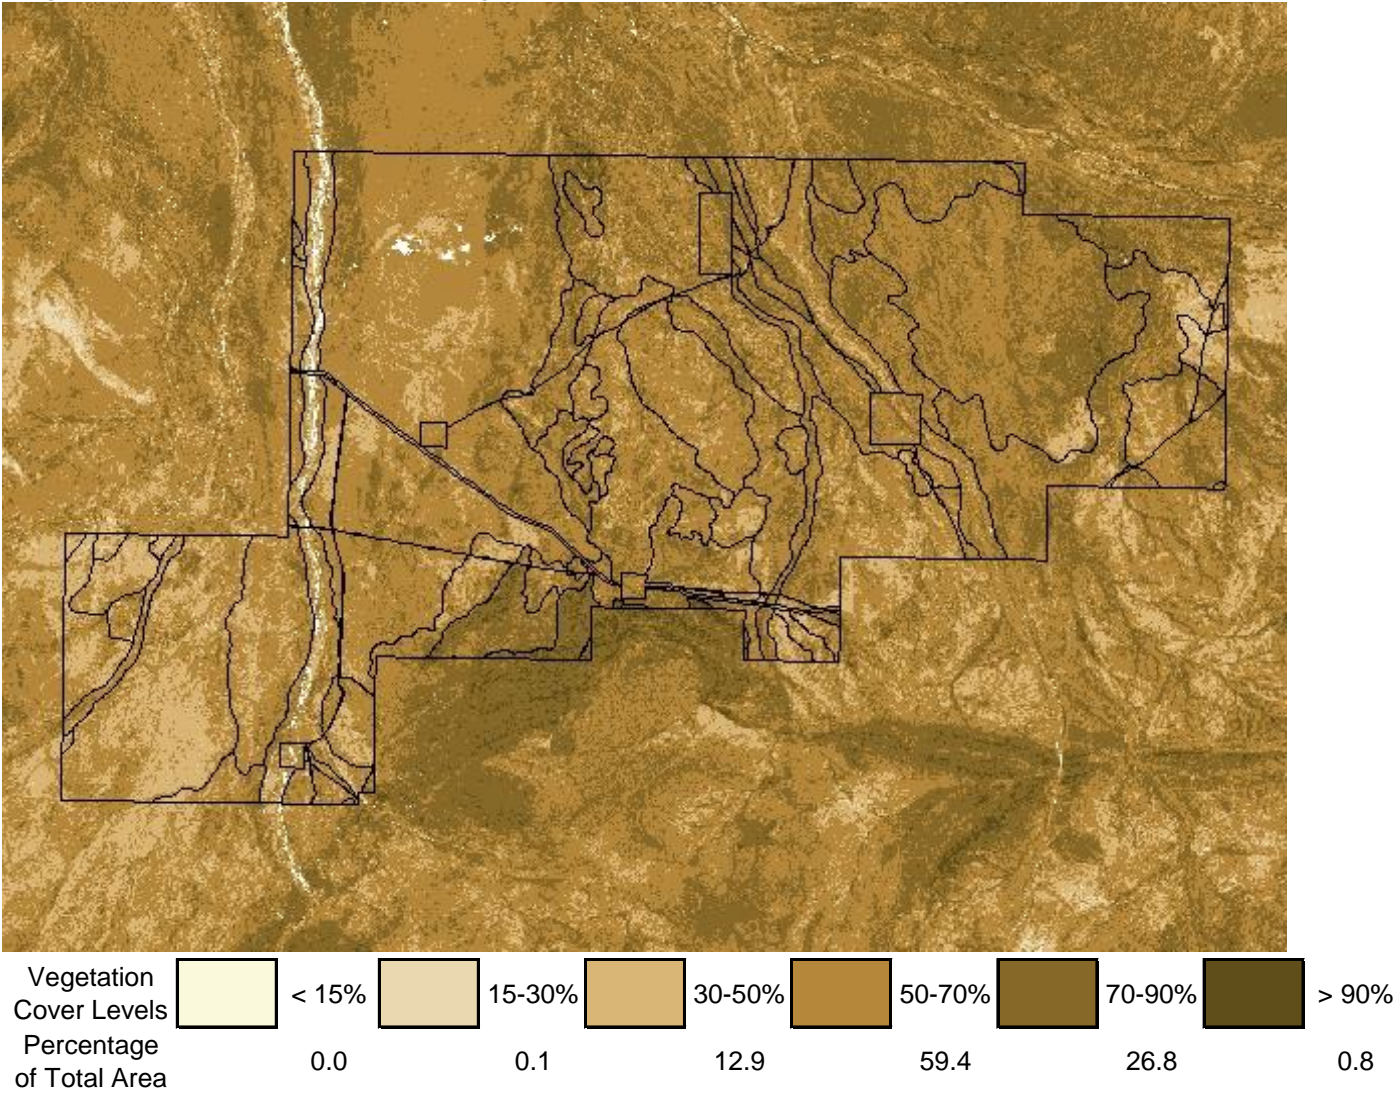 Vegetation
Cover Levels
< 15% 15-30% 30-50% 50-70% 70-90% > 90%
Percentage
of Total Area
0.0 0.1 12.9 59.4 26.8 0.8